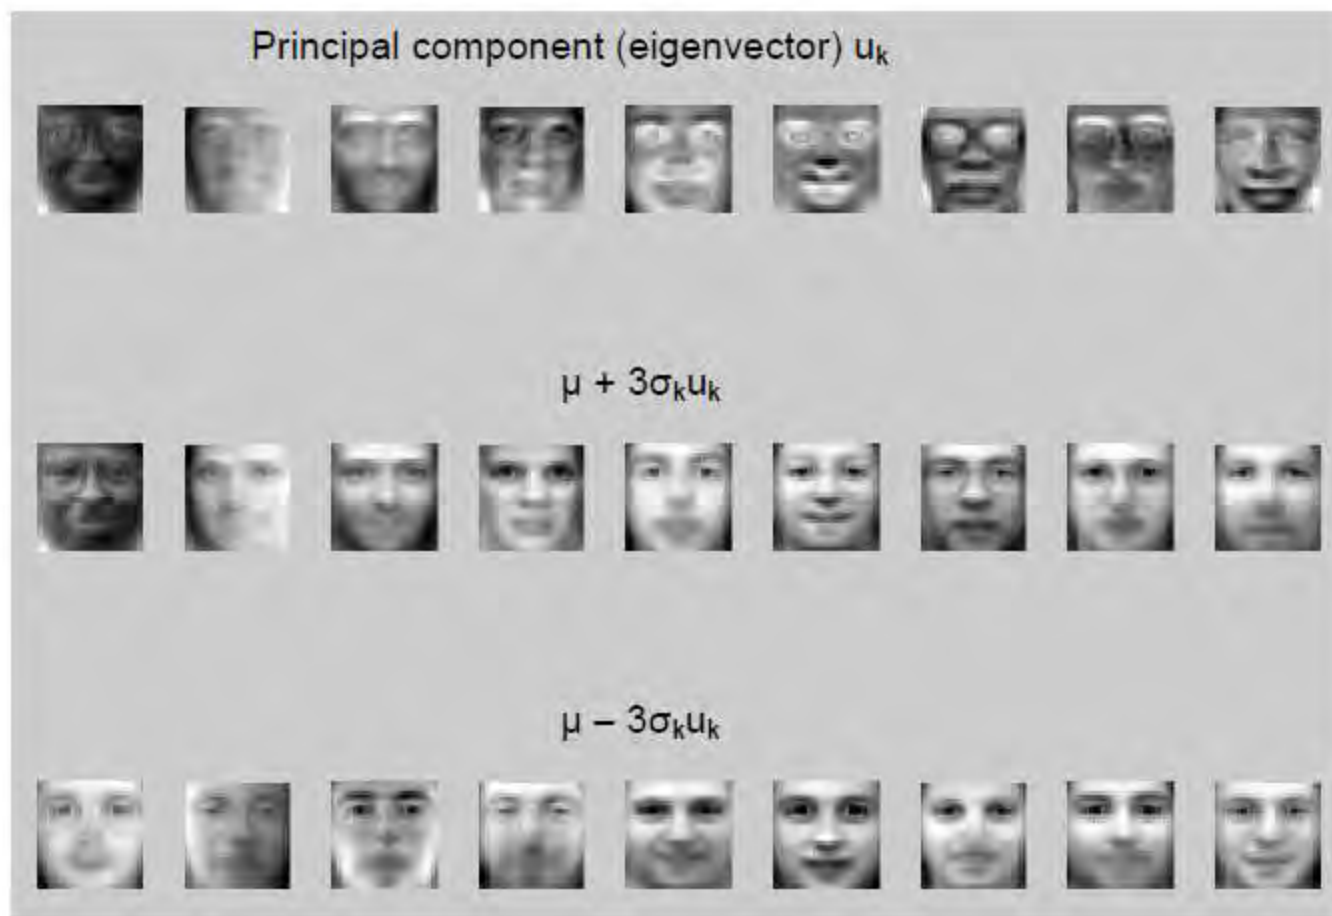 Principal component (eigenvector) uₖ
μ + 3σₖuₖ
μ – 3σₖuₖ